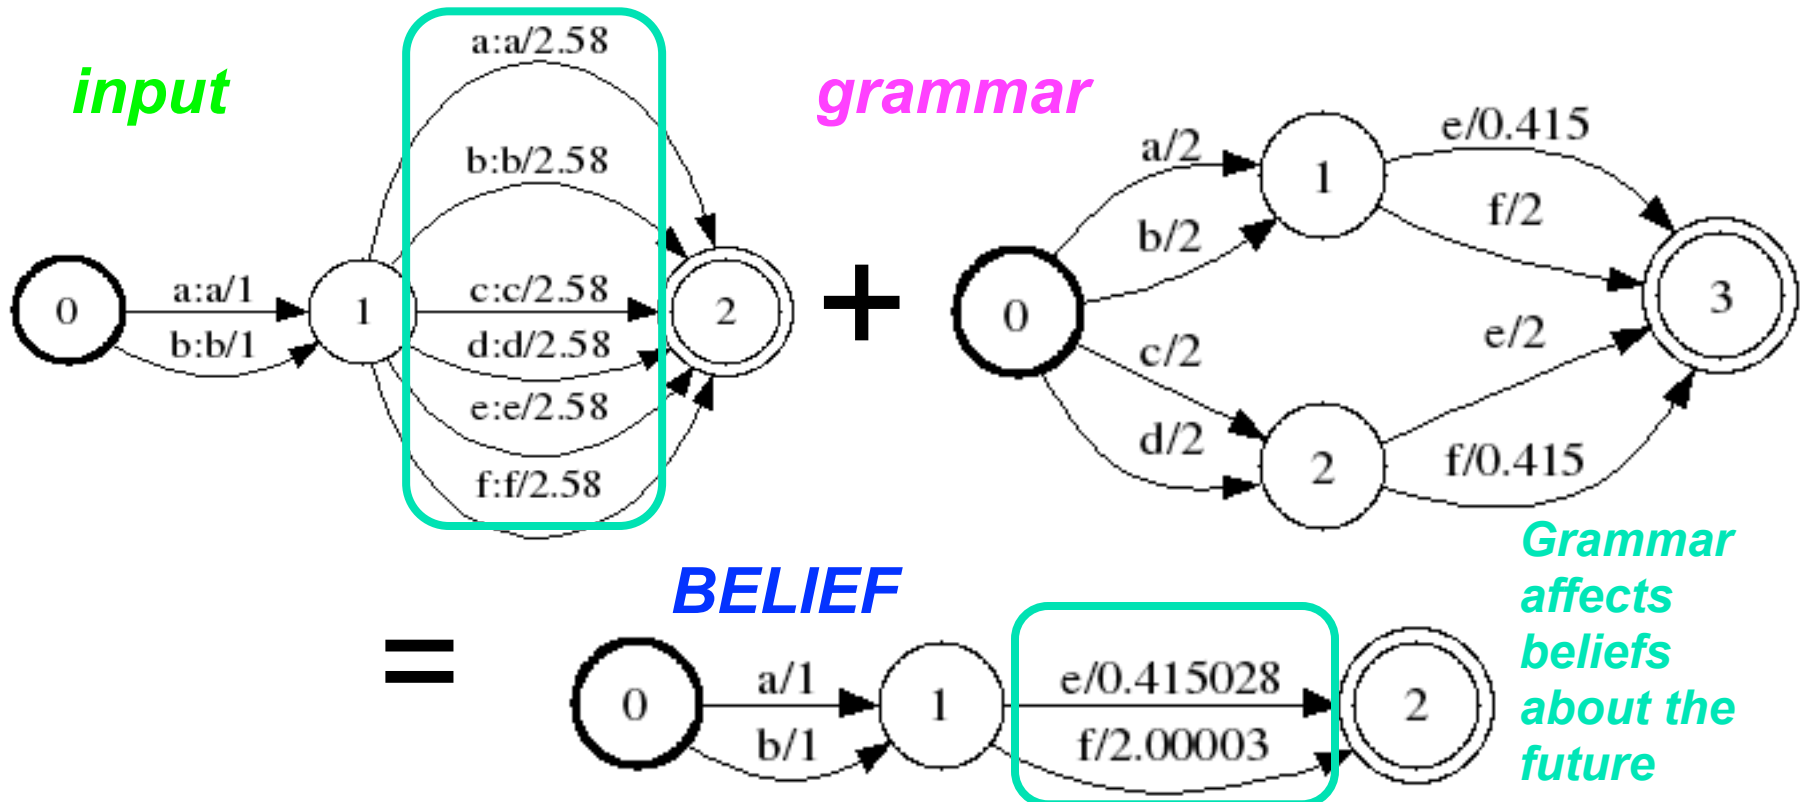 input
a:a/2.58
b:b/2.58
c:c/2.58
d:d/2.58
e:e/2.58
f:f/2.58
0
a:a/1
b:b/1
1
2
+
grammar
0
a/2
b/2
c/2
d/2
1
2
e/0.415
f/2
e/2
f/0.415
3
=
BELIEF
0
a/1
b/1
1
e/0.415028
f/2.00003
2
Grammar
affects
beliefs
about the
future